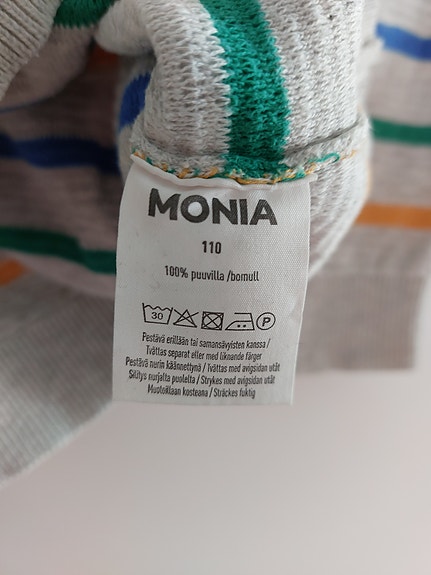 MONIA
110
100% puuvilla /bomull
30 P
Pestävä erillään tai samansävyisten kanssa /
Tvättas separat eller med liknande färger
Pestävä nurin käännettynä / Tvättas med avigsidan utåt
Silitys nurjalta puolelta / Strykes med avigsidan utåt
Muotoillaan kosteana / Sträckes fuktig